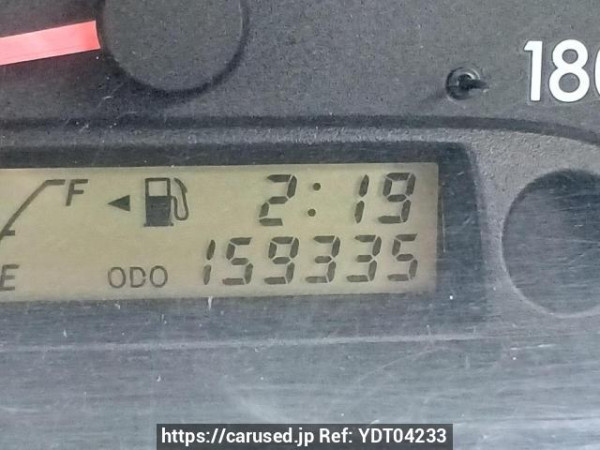 180
F 2:19
E ODO 159335
https://carused.jp Ref: YDT04233